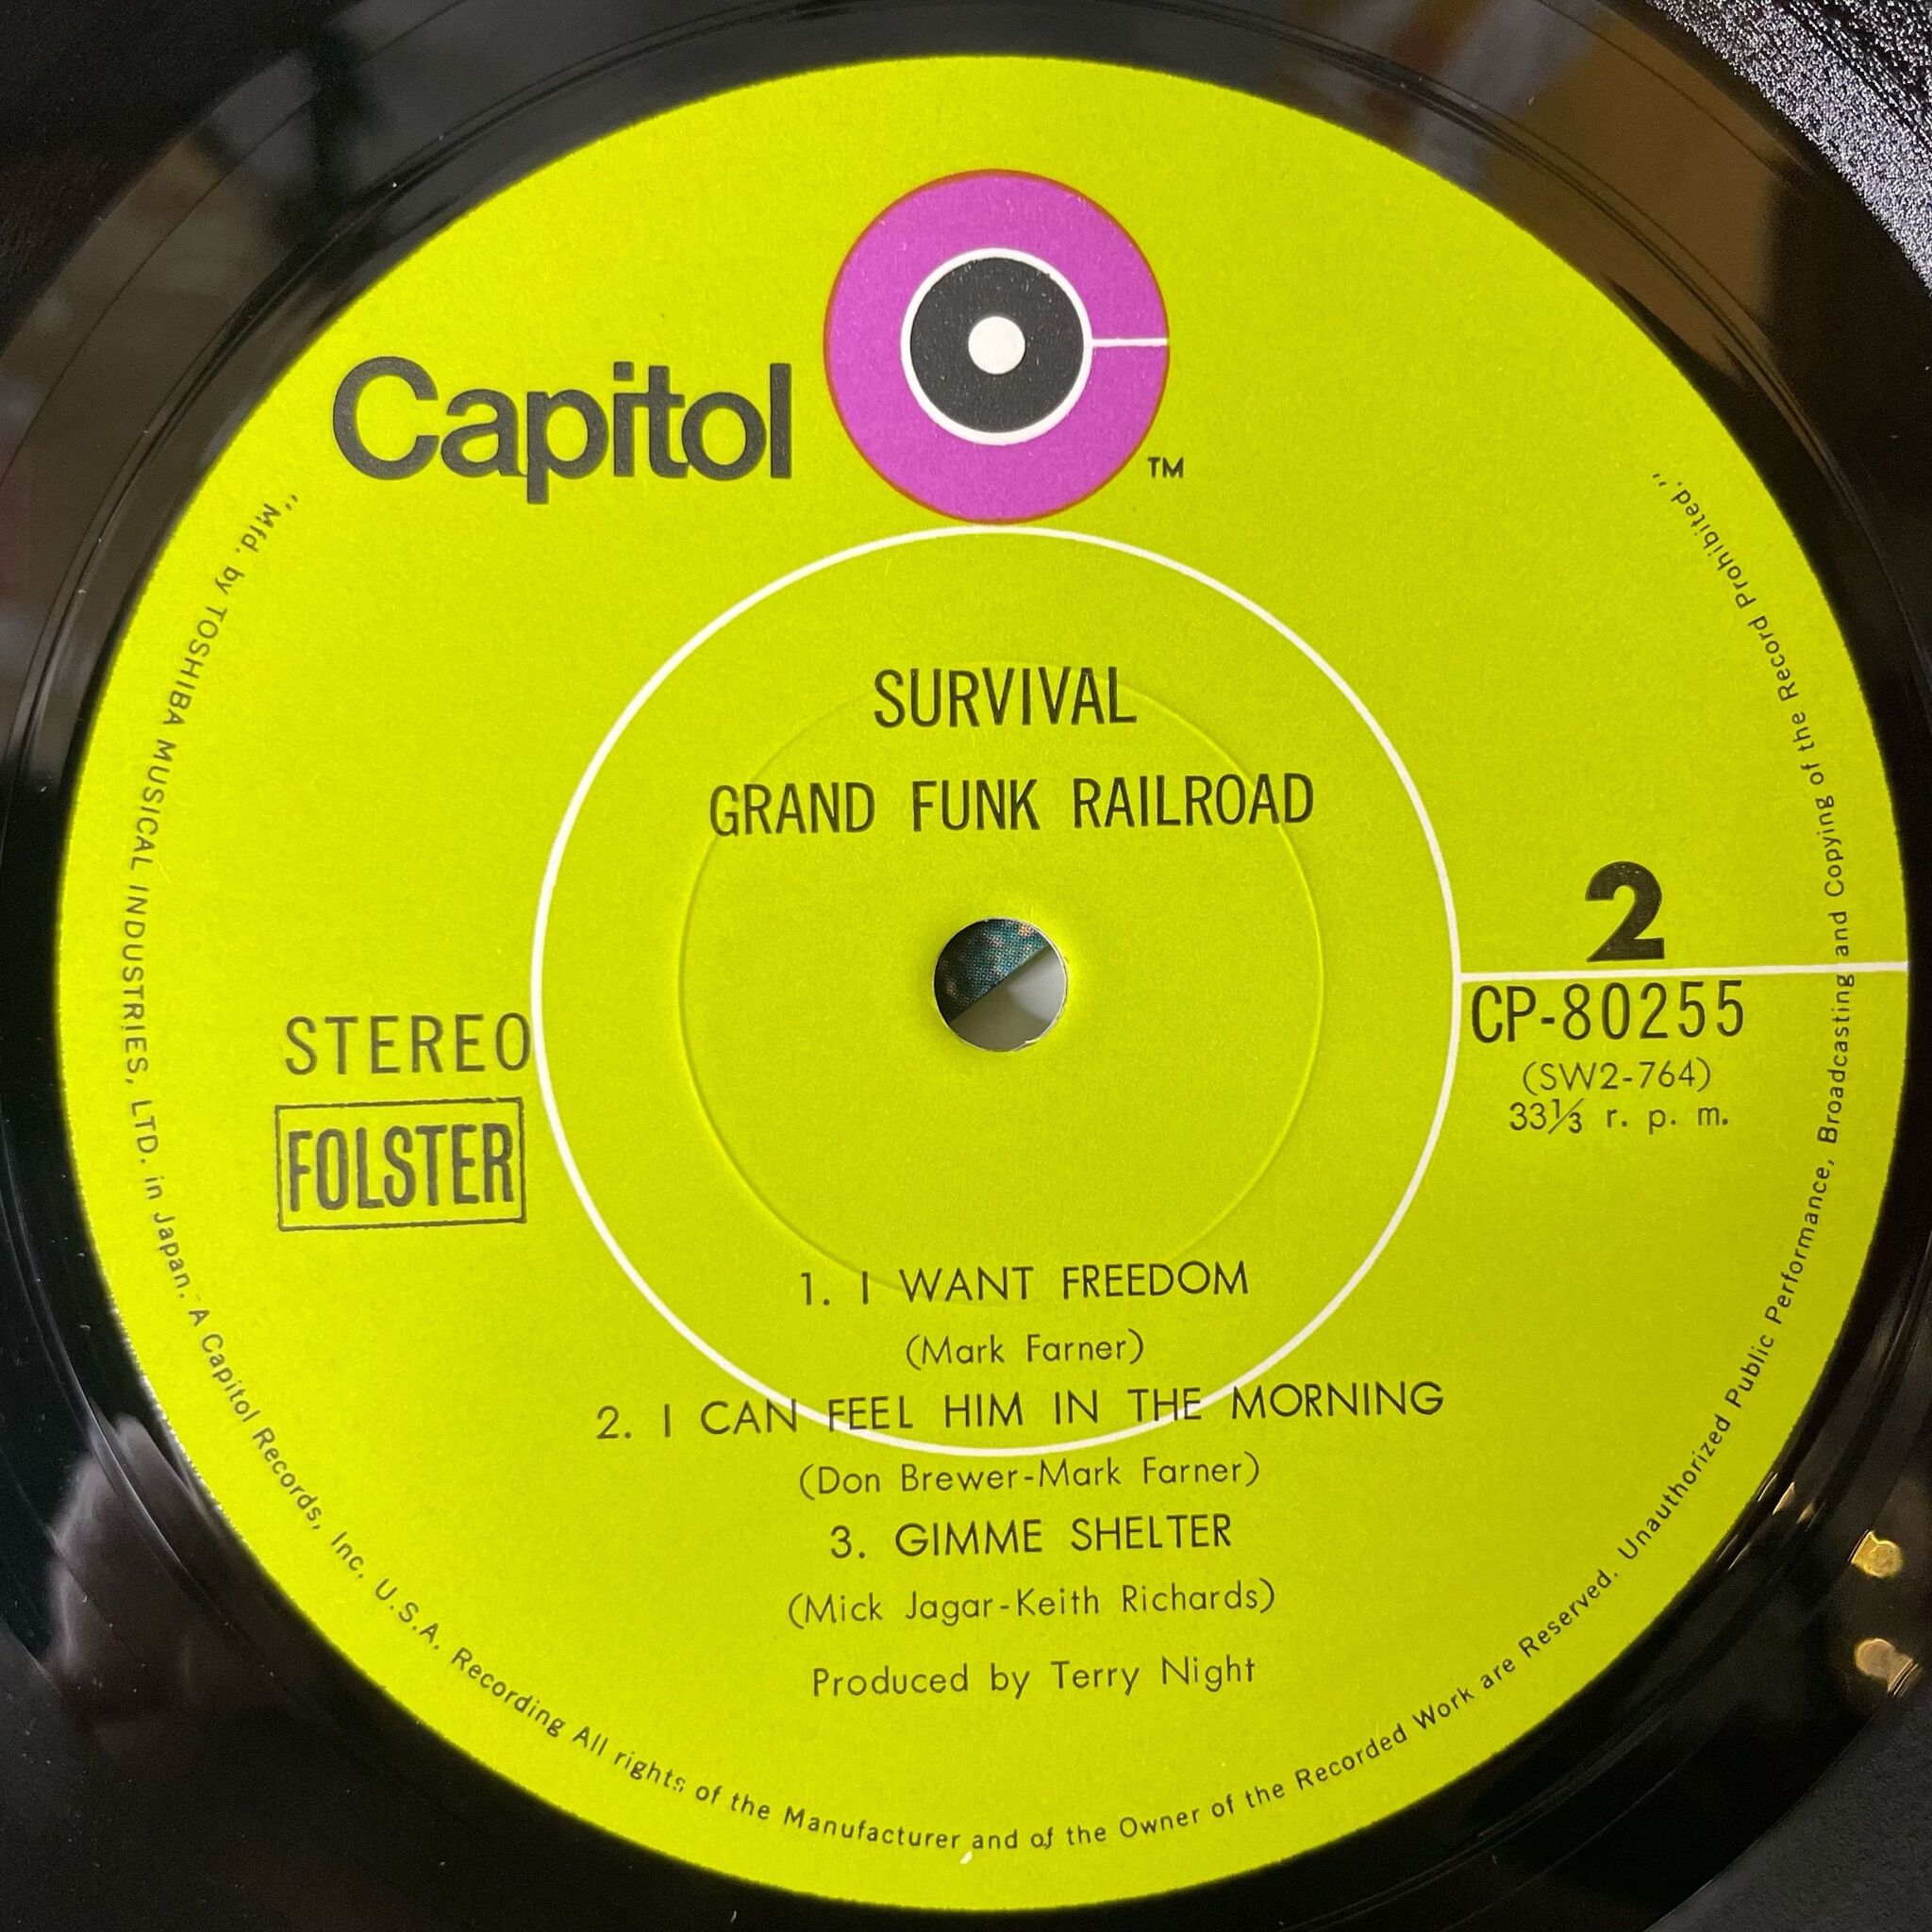 Capitol
TM
SURVIVAL
GRAND FUNK RAILROAD
2
CP-80255
(SW2-764)
33⅓ r. p. m.
STEREO
FOLSTER
1. I WANT FREEDOM
(Mark Farner)
2. I CAN FEEL HIM IN THE MORNING
(Don Brewer-Mark Farner)
3. GIMME SHELTER
(Mick Jagar-Keith Richards)
Produced by Terry Night
"Mfd. by TOSHIBA MUSICAL INDUSTRIES, LTD. in Japan. A Capitol Records, Inc. U.S.A. Recording All rights of the Manufacturer and of the Owner of the Recorded Work are Reserved. Unauthorized Public Performance, Broadcasting and Copying of the Record Prohibited."